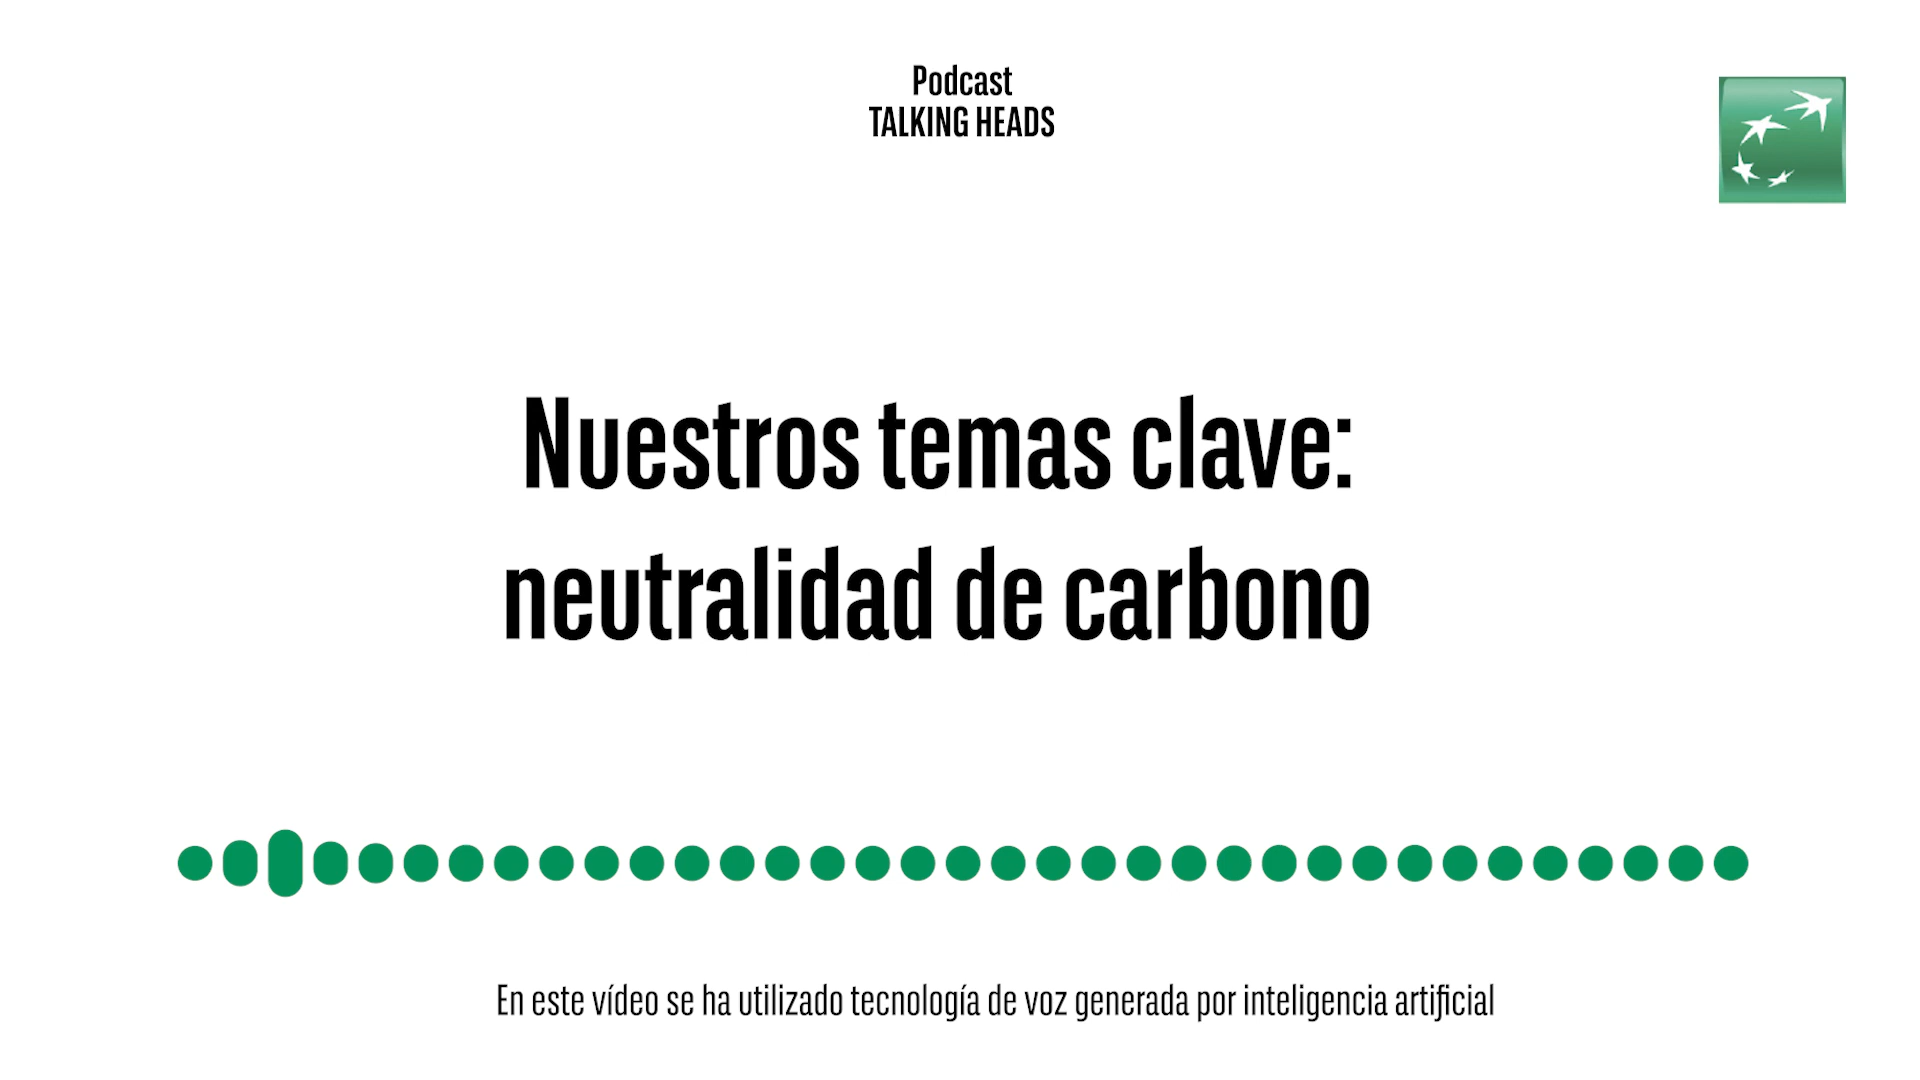 Podcast
TALKING HEADS
Nuestros temas clave:
neutralidad de carbono
En este vídeo se ha utilizado tecnología de voz generada por inteligencia artificial